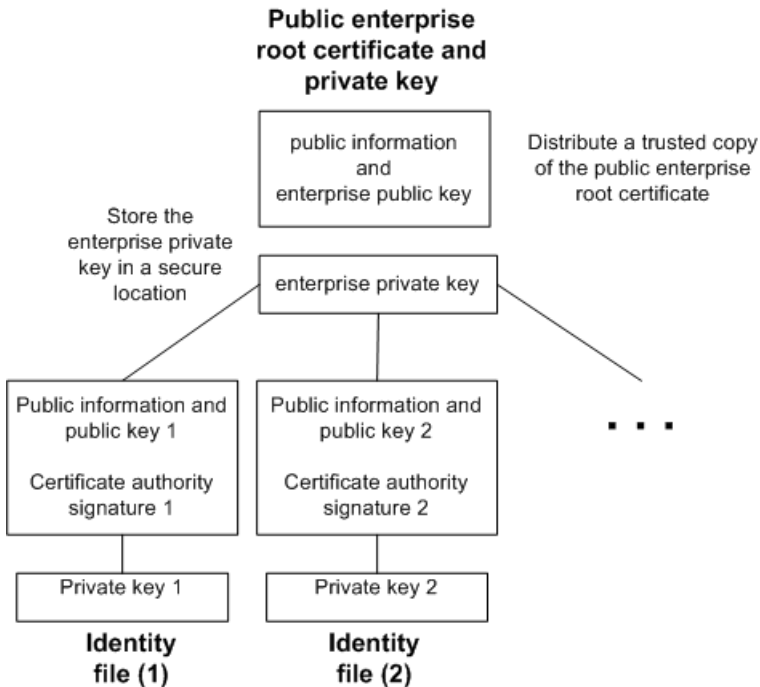 Public enterprise
root certificate and
private key
public information
and
enterprise public key
Distribute a trusted copy
of the public enterprise
root certificate
Store the
enterprise private
key in a secure
location
enterprise private key
Public information and
public key 1
Certificate authority
signature 1
Public information and
public key 2
Certificate authority
signature 2
. . .
Private key 1
Private key 2
Identity
file (1)
Identity
file (2)